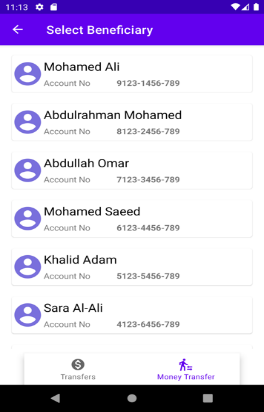 11:13
Select Beneficiary
Mohamed Ali
Account No 9123-1456-789
Abdulrahman Mohamed
Account No 8123-2456-789
Abdullah Omar
Account No 7123-3456-789
Mohamed Saeed
Account No 6123-4456-789
Khalid Adam
Account No 5123-5456-789
Sara Al-Ali
Account No 4123-6456-789
Transfers Money Transfer